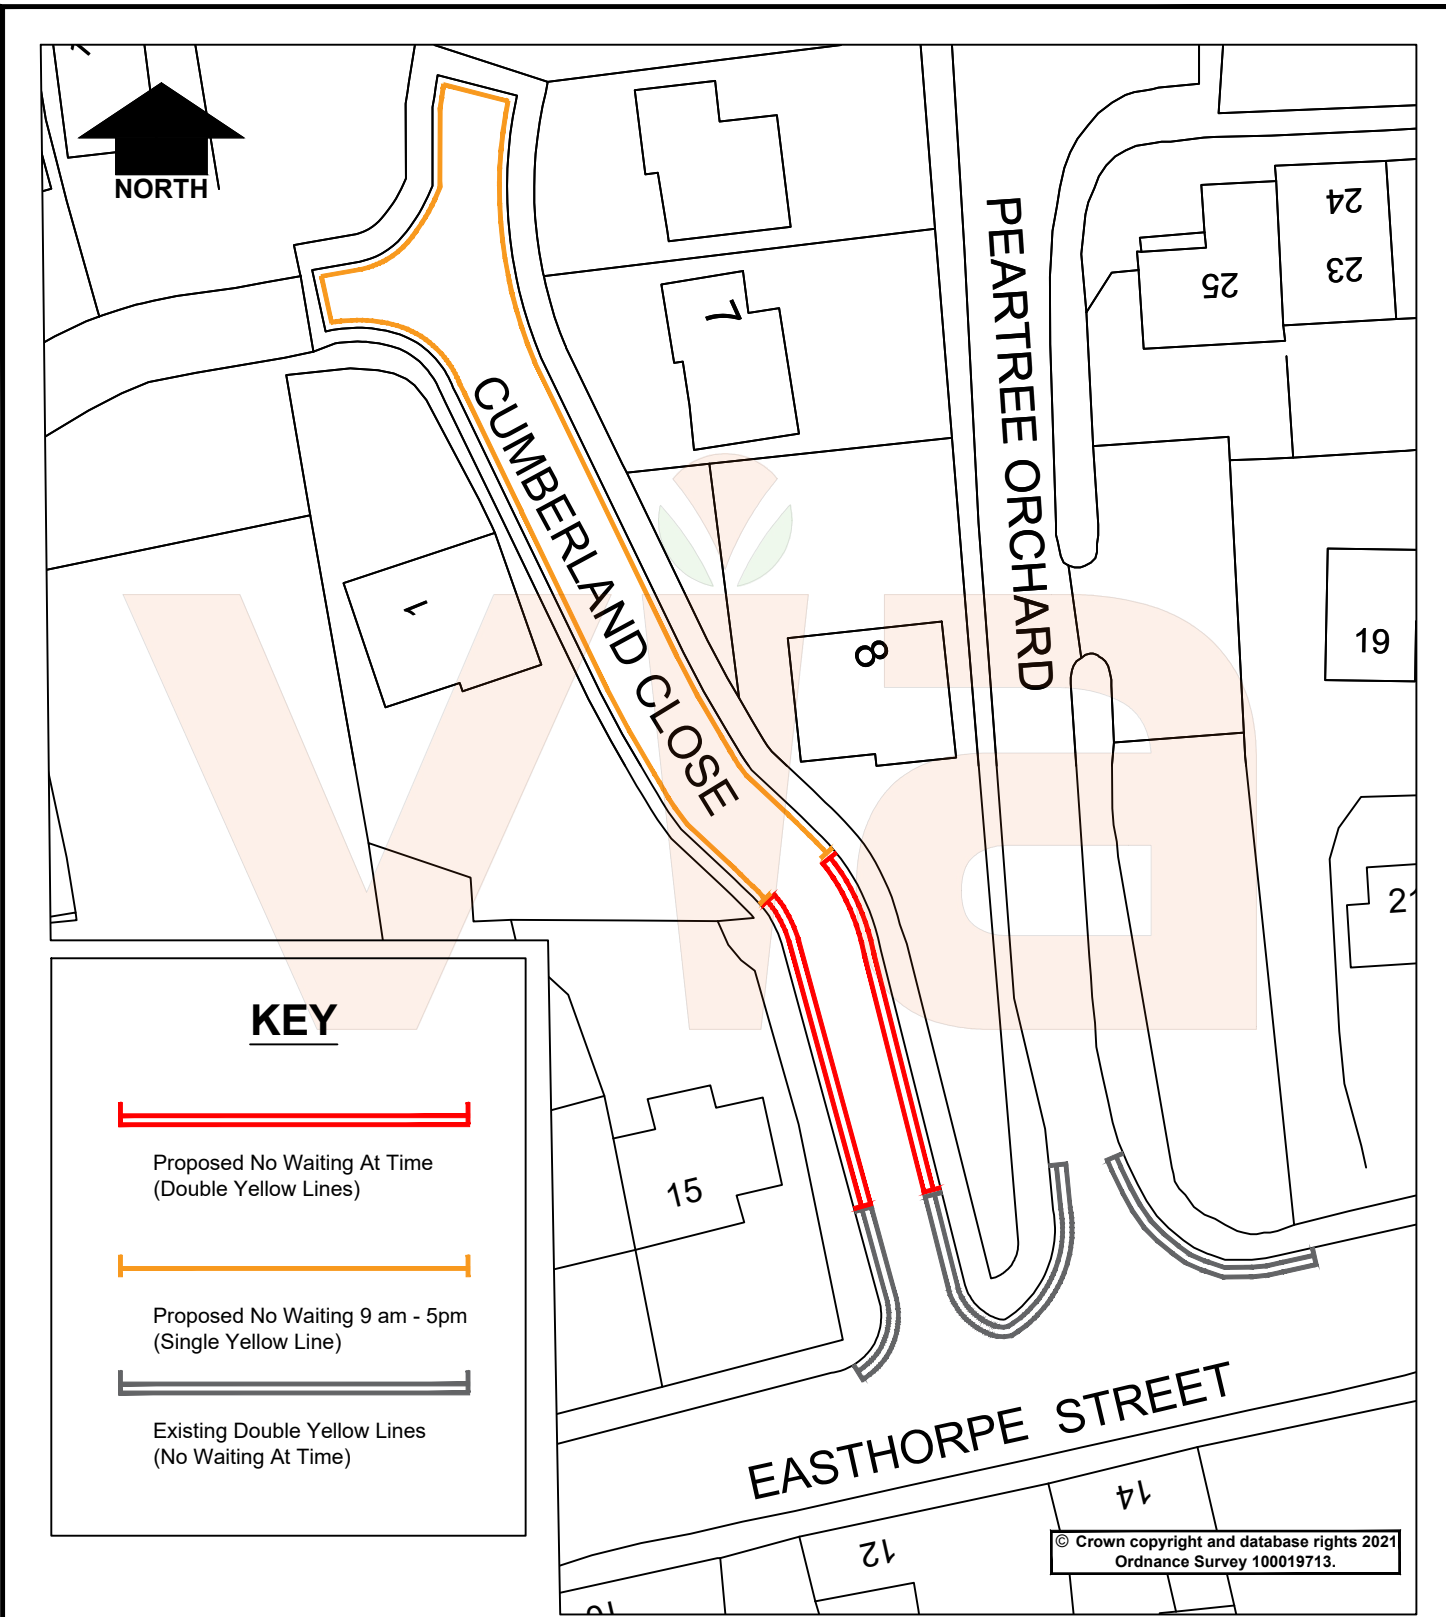 NORTH
24
23
25
7
PEARTREE ORCHARD
CUMBERLAND CLOSE
1
8
19
21
via
KEY
Proposed No Waiting At Time
(Double Yellow Lines)
Proposed No Waiting 9 am - 5pm
(Single Yellow Line)
Existing Double Yellow Lines
(No Waiting At Time)
15
EASTHORPE STREET
14
12
© Crown copyright and database rights 2021
Ordnance Survey 100019713.